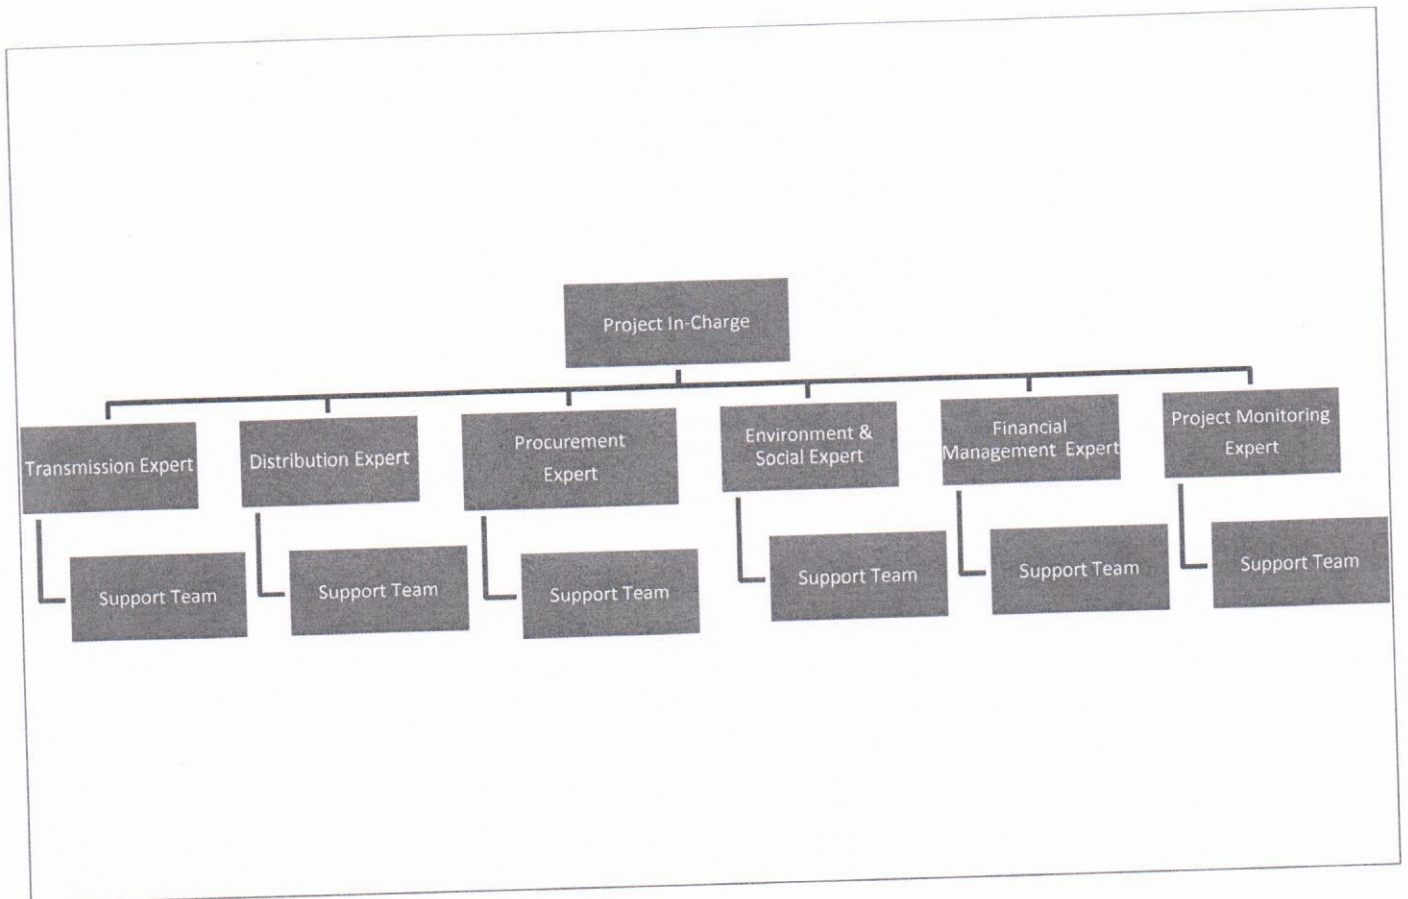 Project In-Charge
Transmission Expert
Distribution Expert
Procurement
Expert
Environment &
Social Expert
Financial
Management Expert
Project Monitoring
Expert
Support Team
Support Team
Support Team
Support Team
Support Team
Support Team